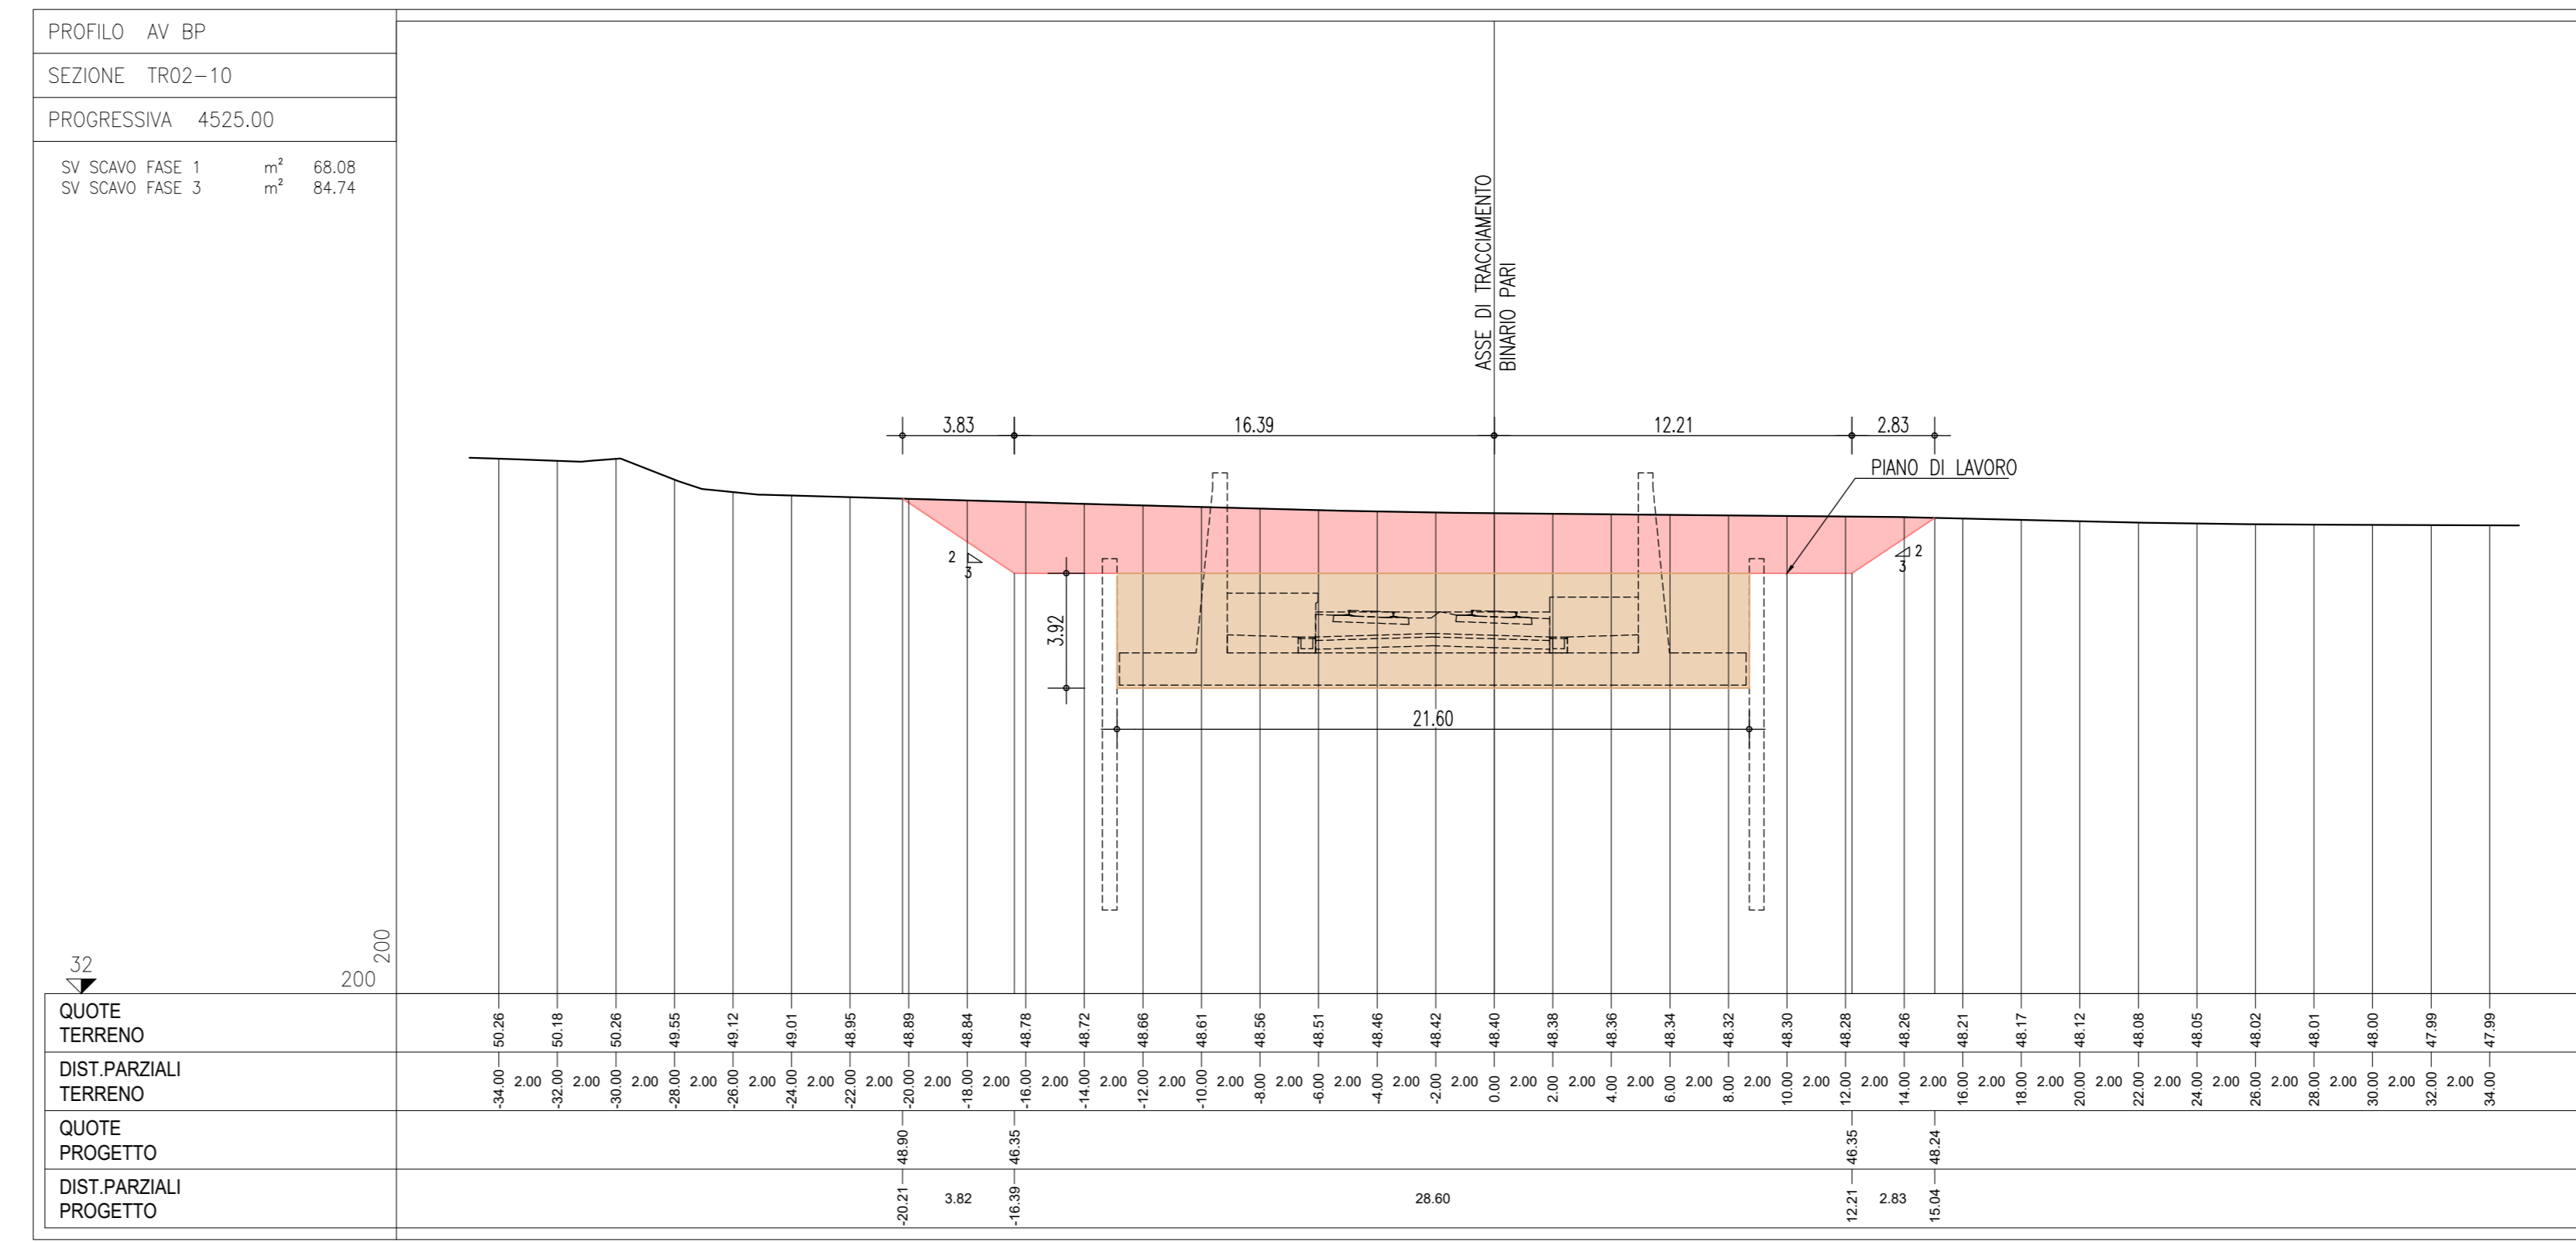 PROFILO AV BP
SEZIONE TR02-10
PROGRESSIVA 4525.00
SV SCAVO FASE 1 m² 68.08
SV SCAVO FASE 3 m² 84.74
ASSE DI TRACCIAMENTO
BINARIO PARI
3.83 16.39 12.21 2.83
PIANO DI LAVORO
2
3
2
3
3.92
21.60
32
200
200
QUOTE
TERRENO
50.26 50.18 50.26 49.55 49.12 49.01 48.95 48.89 48.84 48.78 48.72 48.66 48.61 48.56 48.51 48.46 48.42 48.40 48.38 48.36 48.34 48.32 48.30 48.28 48.26 48.21 48.17 48.12 48.08 48.05 48.02 48.01 48.00 47.99 47.99
DIST.PARZIALI
TERRENO
-34.00 2.00 -32.00 2.00 -30.00 2.00 -28.00 2.00 -26.00 2.00 -24.00 2.00 -22.00 2.00 -20.00 2.00 -18.00 2.00 -16.00 2.00 -14.00 2.00 -12.00 2.00 -10.00 2.00 -8.00 2.00 -6.00 2.00 -4.00 2.00 -2.00 2.00 0.00 2.00 2.00 2.00 4.00 2.00 6.00 2.00 8.00 2.00 10.00 2.00 12.00 2.00 14.00 2.00 16.00 2.00 18.00 2.00 20.00 2.00 22.00 2.00 24.00 2.00 26.00 2.00 28.00 2.00 30.00 2.00 32.00 2.00 34.00
QUOTE
PROGETTO
48.90 46.35 46.35 48.24
DIST.PARZIALI
PROGETTO
-20.21 3.82 -16.39 28.60 12.21 2.83 15.04